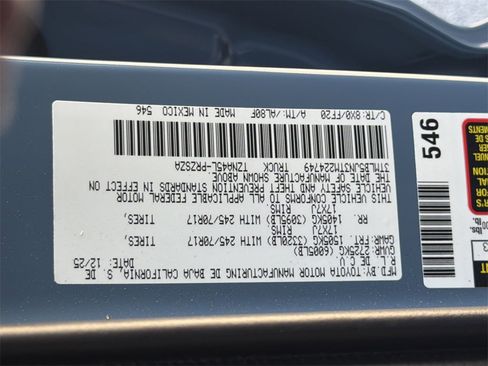 MFD.BY:TOYOTA MOTOR MANUFACTURING DE BAJA CALIFORNIA,
S. DE R.L. DE C.V. DATE: 12/25
GVWR: 2725KG (6005LB)
GAWR: FRT- 1505KG (3320LB) WITH 245/70R17 TIRES,
17X7J RIMS
RR- 1405KG (3095LB) WITH 245/70R17 TIRES,
17X7J RIMS
THIS VEHICLE CONFORMS TO ALL APPLICABLE FEDERAL MOTOR
VEHICLE SAFETY AND THEFT PREVENTION STANDARDS IN EFFECT ON
THE DATE OF MANUFACTURE SHOWN ABOVE.
3TMLB5JN3TM224749 TRUCK TZNA45L-PRZSZA
C/TR:8X0/FF20 A/TM: /AL80F MADE IN MEXICO 546
546